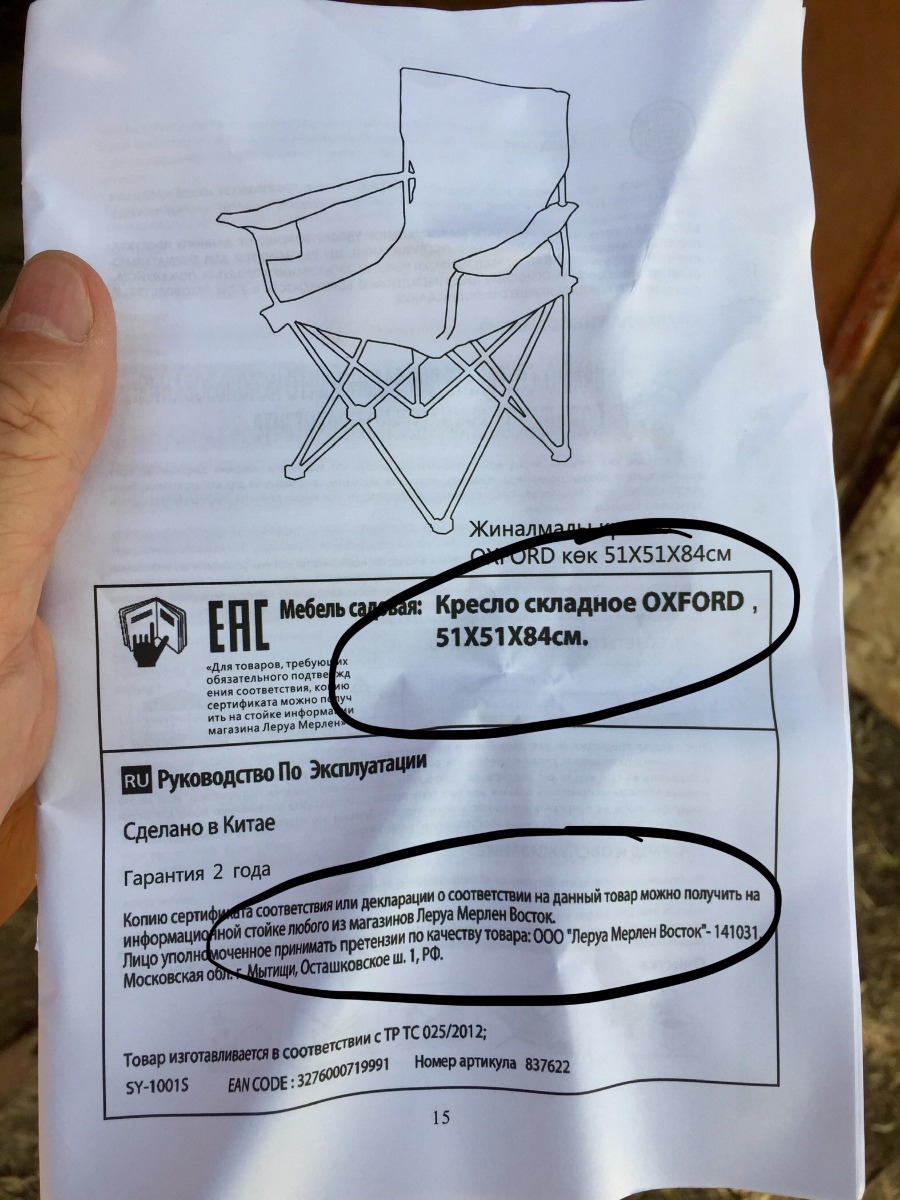 Жиналмалы
OXFORD көк 51X51X84см
EAC
Мебель садовая: Кресло складное OXFORD ,
51X51X84см.
«Для товаров, требующих
обязательного подтвержд
ения соответствия, копию
сертификата можно получ
ить на стойке информации
магазина Леруа Мерлен»
RU Руководство По Эксплуатации
Сделано в Китае
Гарантия 2 года
Копию сертификата соответствия или декларации о соответствии на данный товар можно получить на
информационной стойке любого из магазинов Леруа Мерлен Восток.
Лицо уполномоченное принимать претензии по качеству товара: ООО "Леруа Мерлен Восток"- 141031,
Московская обл. г. Мытищи, Осташковское ш. 1, РФ.
Товар изготавливается в соответствии с ТР ТС 025/2012;
SY-1001S EAN CODE : 3276000719991 Номер артикула 837622
15